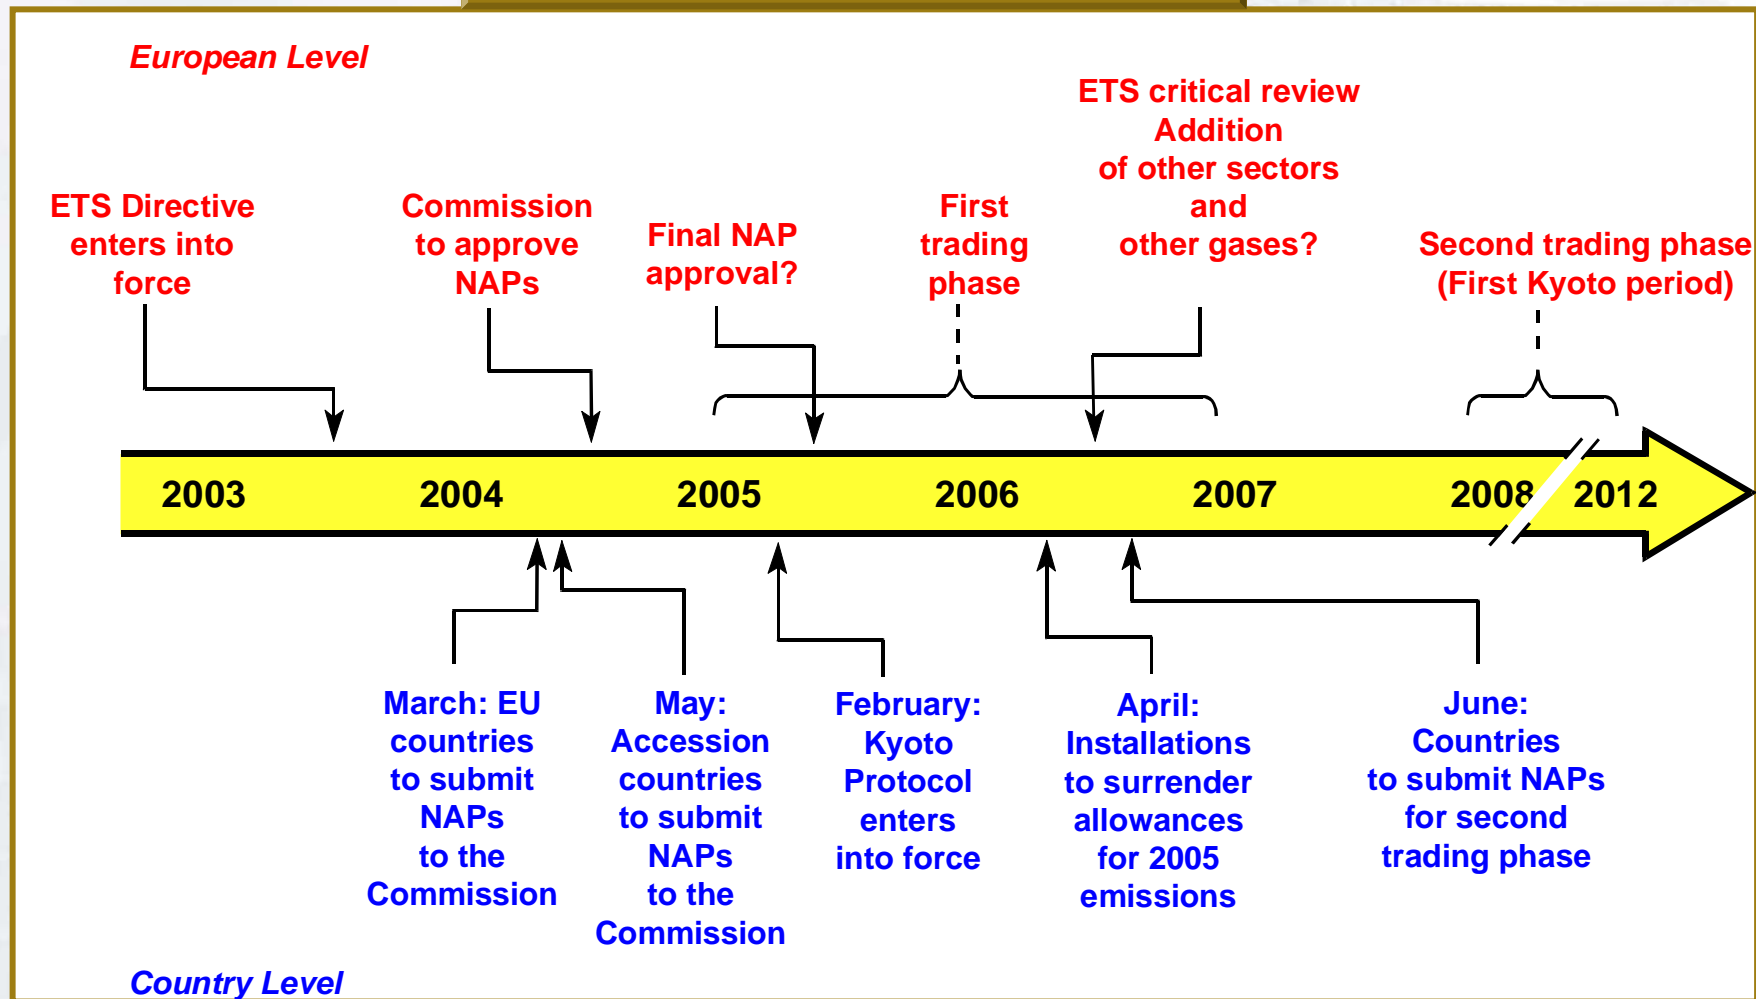 European Level
ETS Directive
enters into
force
Commission
to approve
NAPs
Final NAP
approval?
First
trading
phase
ETS critical review
Addition
of other sectors
and
other gases?
Second trading phase
(First Kyoto period)
2003
2004
2005
2006
2007
2008
2012
March: EU
countries
to submit
NAPs
to the
Commission
May:
Accession
countries
to submit
NAPs
to the
Commission
February:
Kyoto
Protocol
enters
into force
April:
Installations
to surrender
allowances
for 2005
emissions
June:
Countries
to submit NAPs
for second
trading phase
Country Level